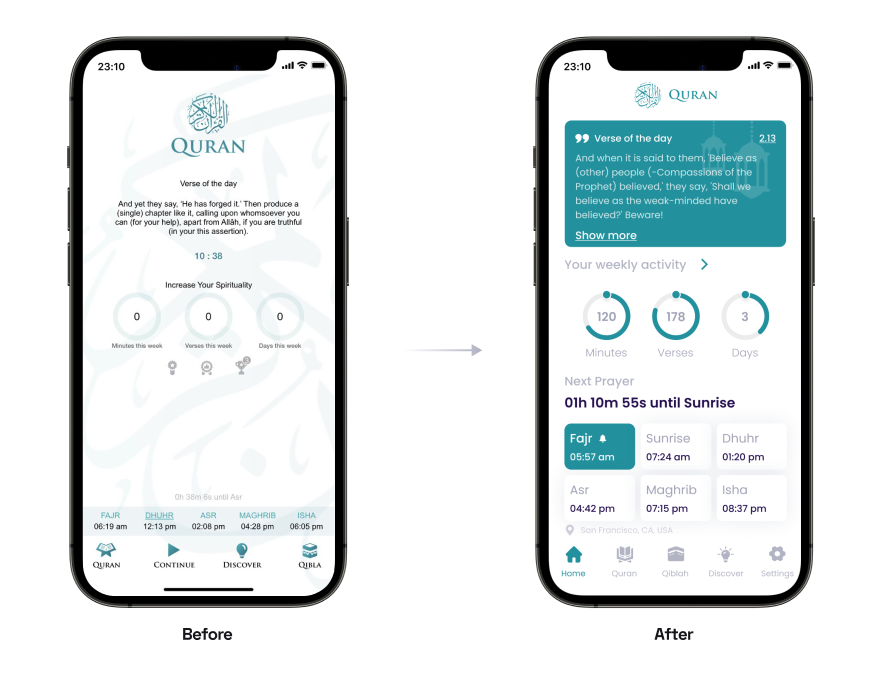 23:10
QURAN
Verse of the day
And yet they say, ‘He has forged it.’ Then produce a
(single) chapter like it, calling upon whomsoever you
can (for your help), apart from Allâh, if you are truthful
(in your this assertion).
10 : 38
Increase Your Spirituality
0 0 0
Minutes this week Verses this week Days this week
3
0h 38m 6s until Asr
FAJR DHUHR ASR MAGHRIB ISHA
06:19 am 12:13 pm 02:08 pm 04:28 pm 06:05 pm
QURAN CONTINUE DISCOVER QIBLA
Before
23:10
QURAN
Verse of the day 2.13
And when it is said to them, 'Believe as
(other) people (-Compassions of the
Prophet) believed,' they say, 'Shall we
believe as the weak-minded have
believed?' Beware!
Show more
Your weekly activity
120 178 3
Minutes Verses Days
Next Prayer
01h 10m 55s until Sunrise
Fajr Sunrise Dhuhr
05:57 am 07:24 am 01:20 pm
Asr Maghrib Isha
04:42 pm 07:15 pm 08:37 pm
San Francisco, CA, USA
Home Quran Qiblah Discover Settings
After